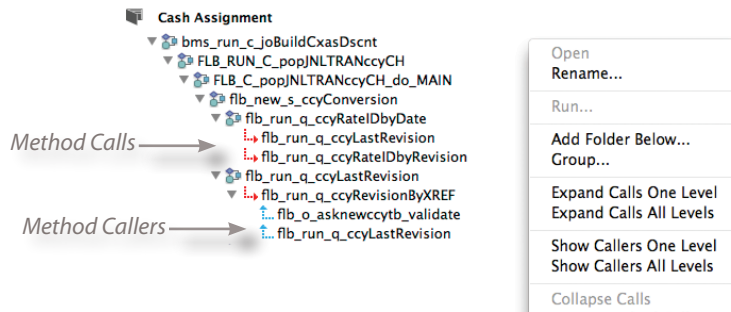 Cash Assignment
bms_run_c_joBuildCxasDscnt
FLB_RUN_C_popJNLTRANccyCH
FLB_C_popJNLTRANccyCH_do_MAIN
flb_new_s_ccyConversion
flb_run_q_ccyRateIDbyDate
flb_run_q_ccyLastRevision
flb_run_q_ccyRateIDbyRevision
flb_run_q_ccyLastRevision
flb_run_q_ccyRevisionByXREF
flb_o_asknewccytb_validate
flb_run_q_ccyLastRevision
Method Calls
Method Callers
Open
Rename...
Run...
Add Folder Below...
Group...
Expand Calls One Level
Expand Calls All Levels
Show Callers One Level
Show Callers All Levels
Collapse Calls